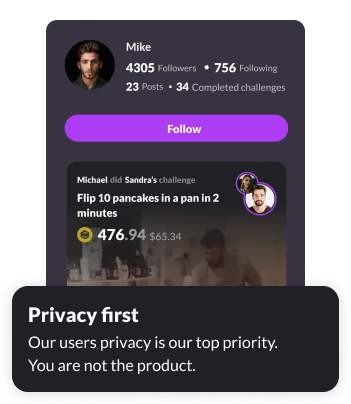 Mike
4305 Followers • 756 Following
23 Posts • 34 Completed challenges
Follow
Michael did Sandra's challenge
Flip 10 pancakes in a pan in 2
minutes
476.94 $65.34
Privacy first
Our users privacy is our top priority.
You are not the product.